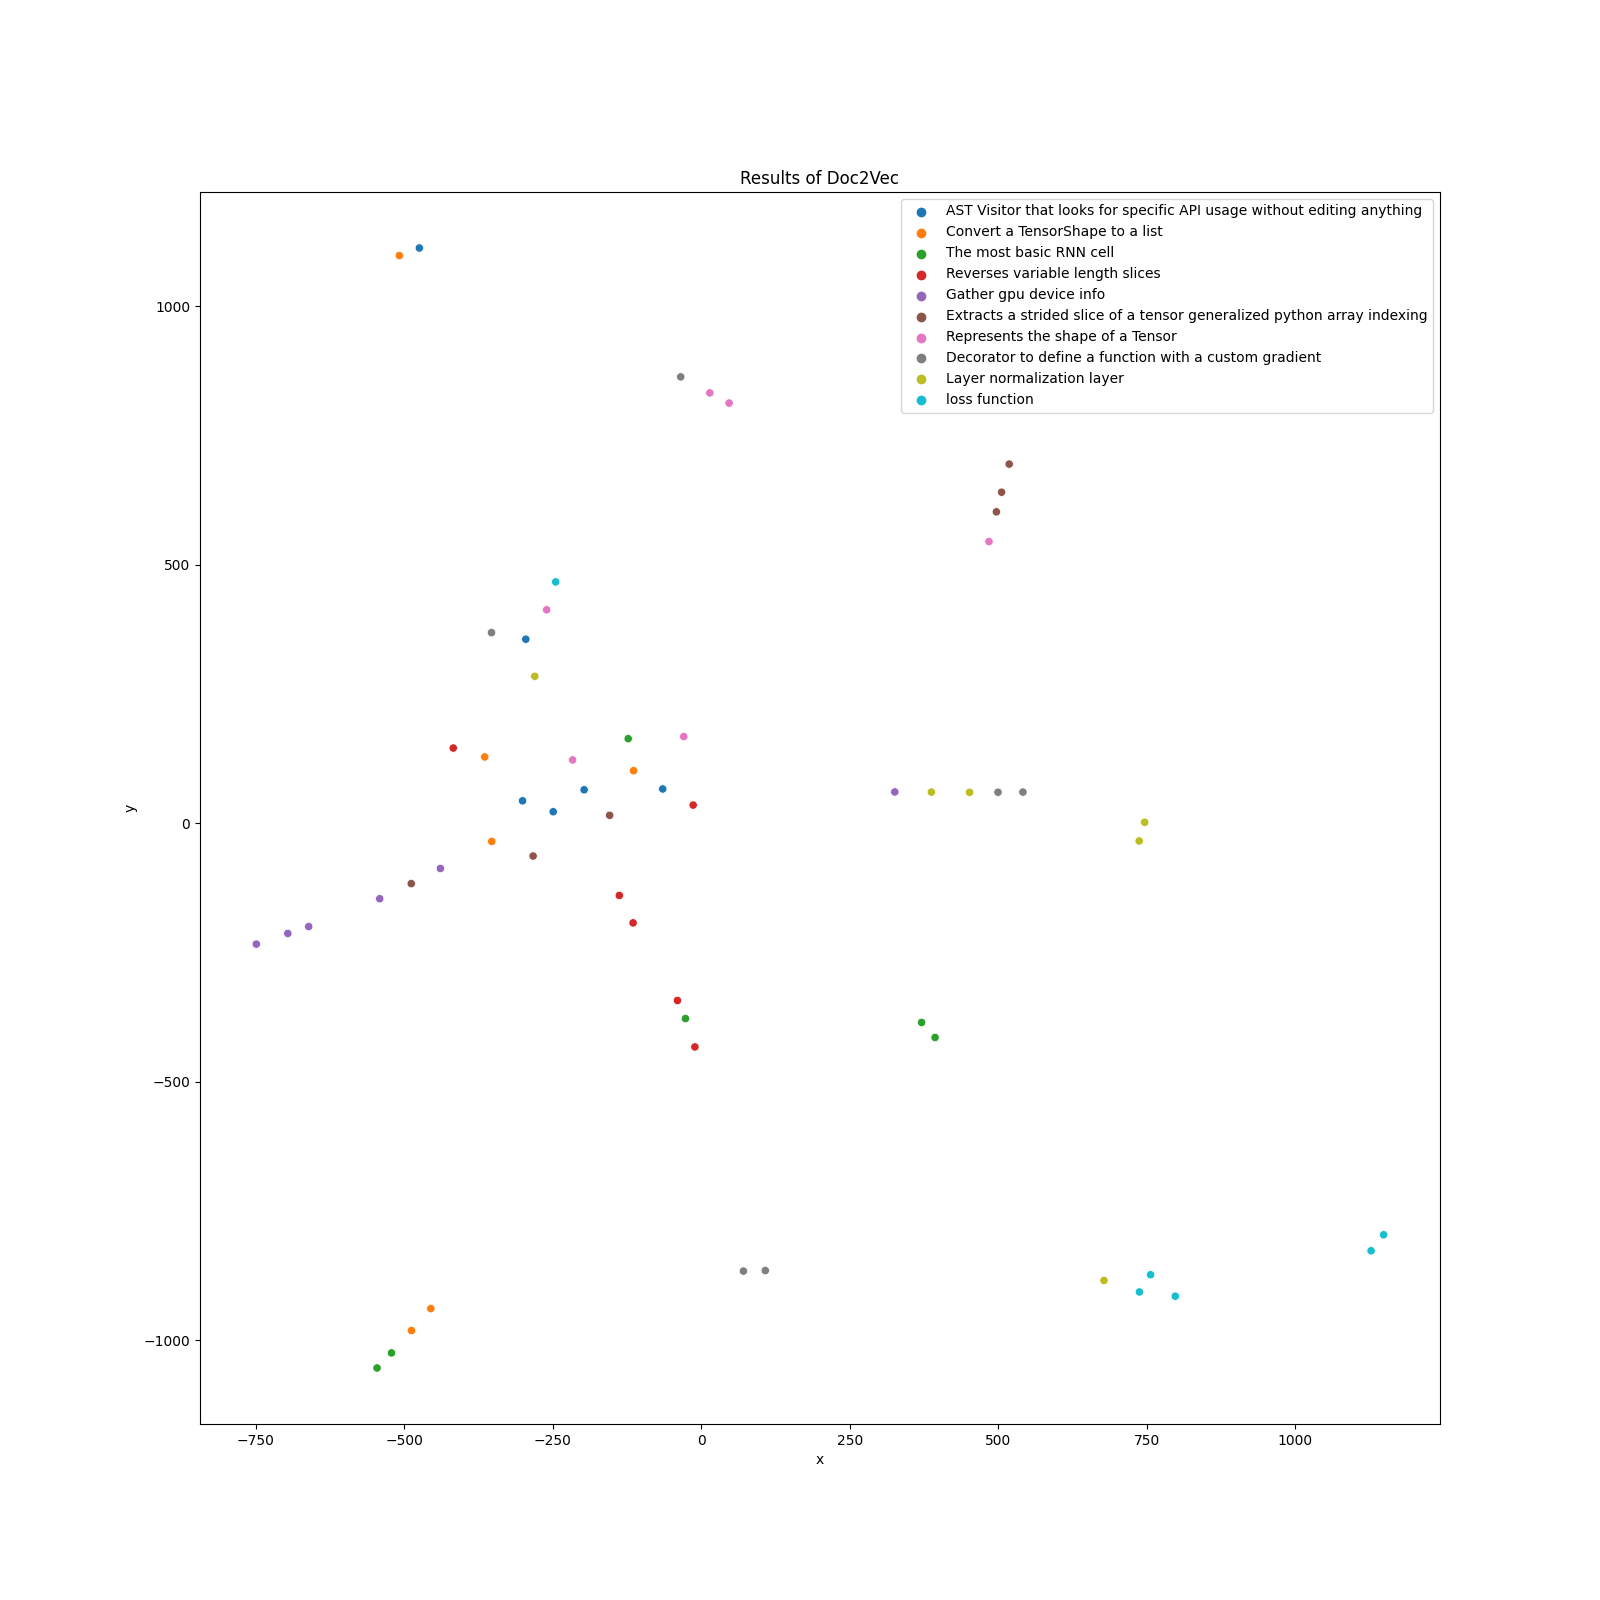 Results of Doc2Vec
AST Visitor that looks for specific API usage without editing anything
Convert a TensorShape to a list
The most basic RNN cell
Reverses variable length slices
Gather gpu device info
Extracts a strided slice of a tensor generalized python array indexing
Represents the shape of a Tensor
Decorator to define a function with a custom gradient
Layer normalization layer
loss function
1000
500
0
−500
−1000
y
−750
−500
−250
0
250
500
750
1000
x